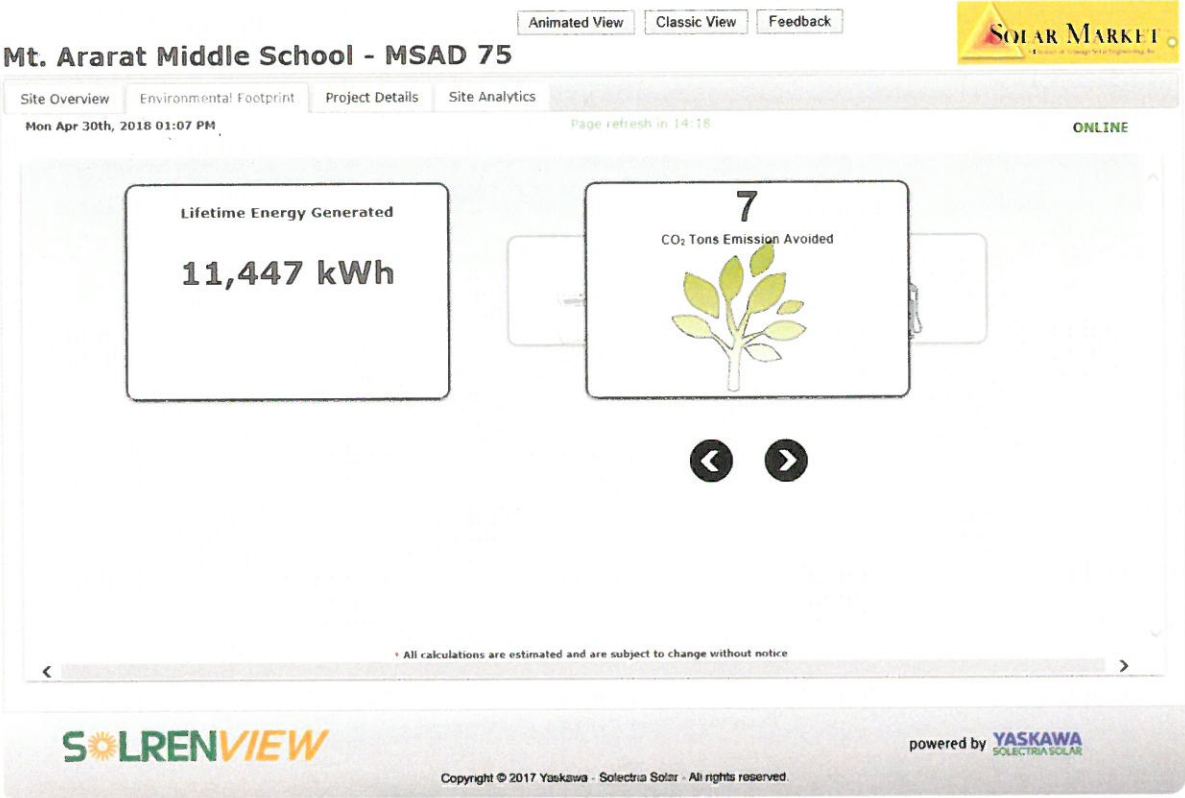 Animated View Classic View Feedback
SOLAR MARKET
Mt. Ararat Middle School - MSAD 75
Site Overview Environmental Footprint Project Details Site Analytics
Mon Apr 30th, 2018 01:07 PM Page refresh in 14:18 ONLINE
Lifetime Energy Generated
11,447 kWh
7
CO₂ Tons Emission Avoided
* All calculations are estimated and are subject to change without notice
SOLRENVIEW
powered by YASKAWA
SOLECTRIA SOLAR
Copyright © 2017 Yaskawa - Solectria Solar - All rights reserved.